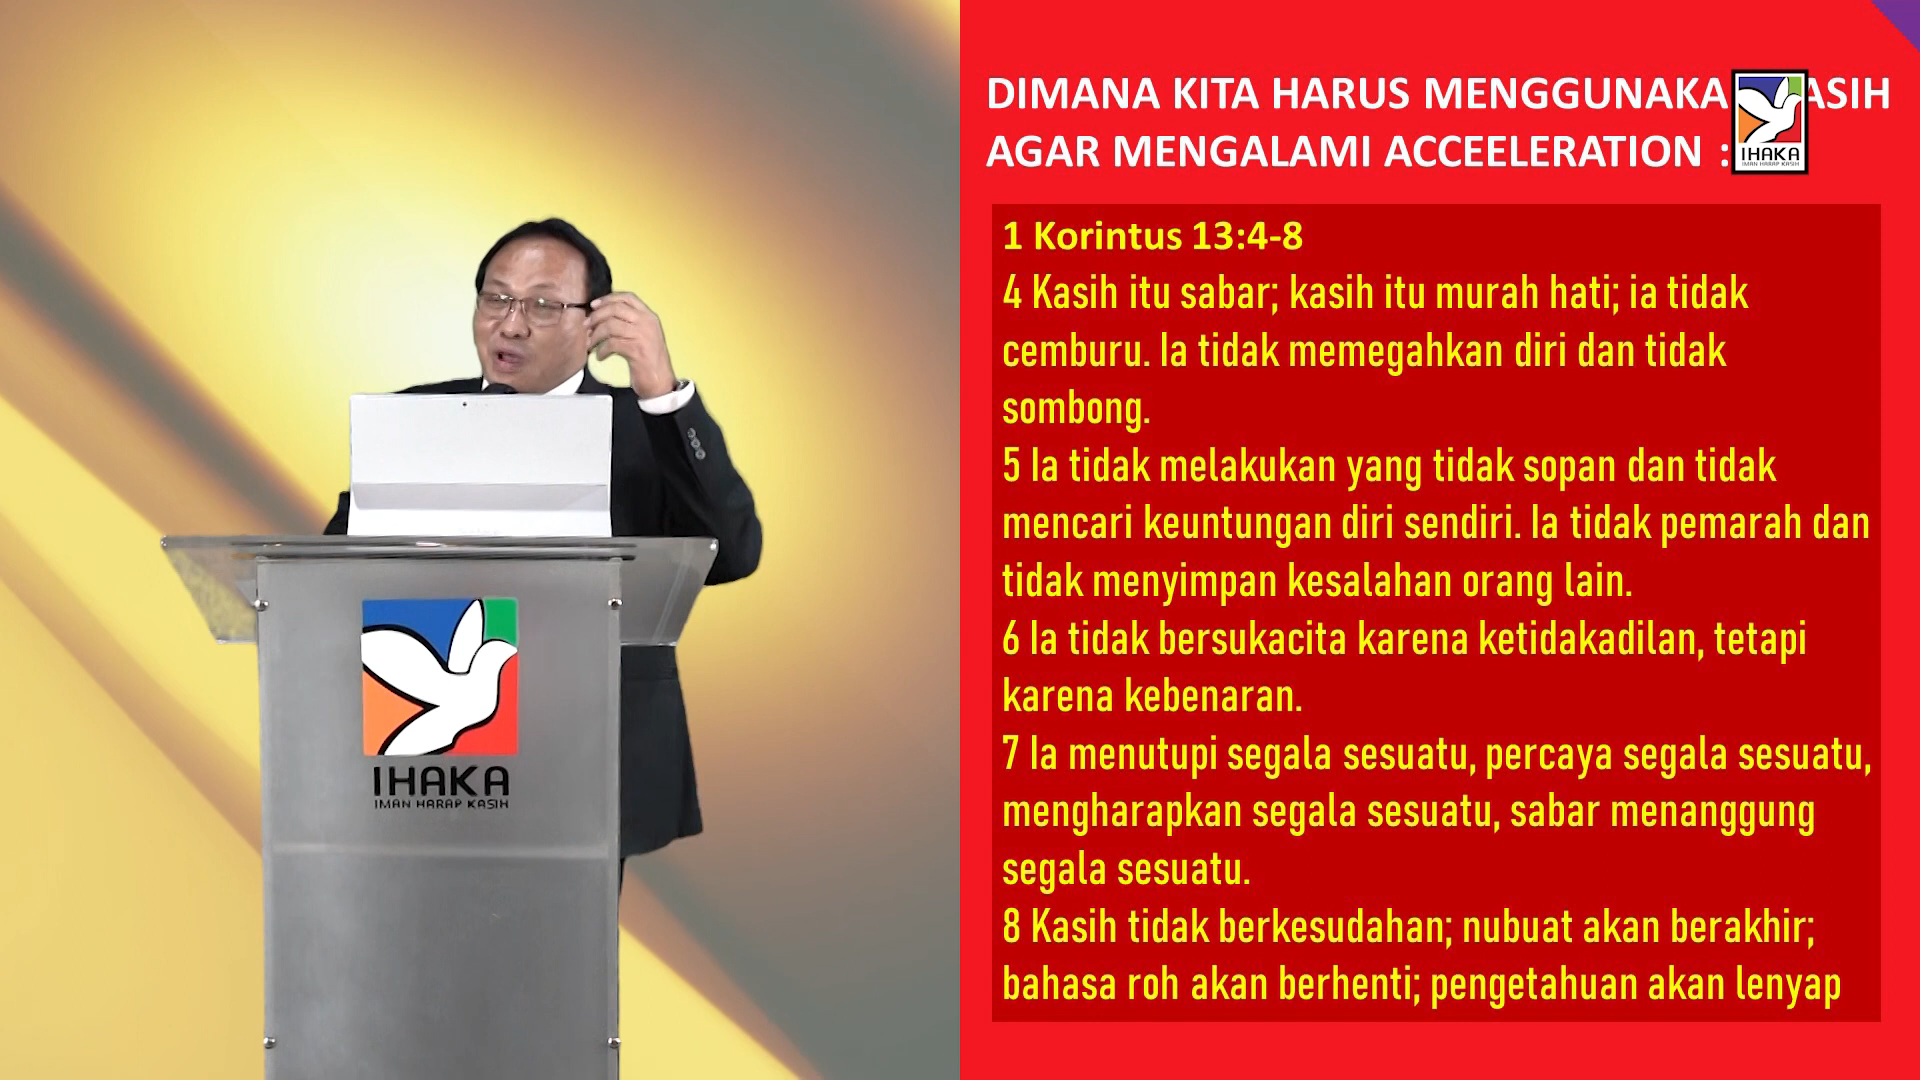 DIMANA KITA HARUS MENGGUNAKA ASIH
AGAR MENGALAMI ACCEELERATION :
IHAKA
IMAN HARAP KASIH
1 Korintus 13:4-8
4 Kasih itu sabar; kasih itu murah hati; ia tidak
cemburu. Ia tidak memegahkan diri dan tidak
sombong.
5 Ia tidak melakukan yang tidak sopan dan tidak
mencari keuntungan diri sendiri. Ia tidak pemarah dan
tidak menyimpan kesalahan orang lain.
6 Ia tidak bersukacita karena ketidakadilan, tetapi
karena kebenaran.
7 Ia menutupi segala sesuatu, percaya segala sesuatu,
mengharapkan segala sesuatu, sabar menanggung
segala sesuatu.
8 Kasih tidak berkesudahan; nubuat akan berakhir;
bahasa roh akan berhenti; pengetahuan akan lenyap
IHAKA
IMAN HARAP KASIH